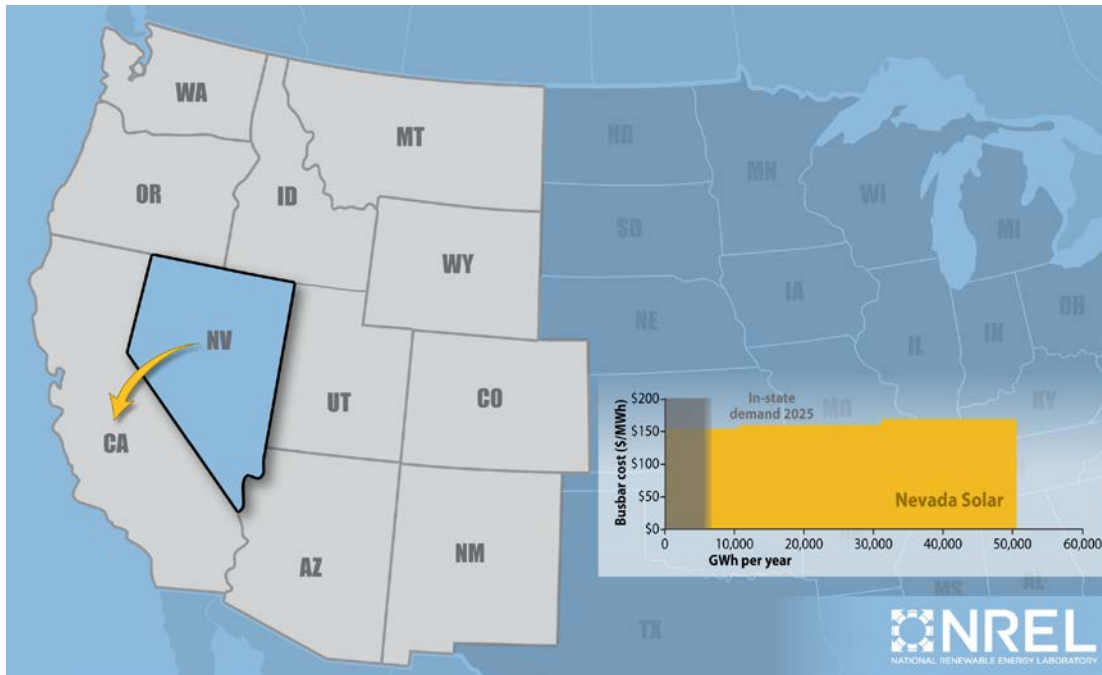 WA
MT
ND
MN
OR
ID
WI
SD
MI
WY
IA
NE
OH
NV
IL
IN
UT
CO
MO
KY
CA
$200
In-state
demand 2025
$150
$100
$50
$0
Busbar cost ($/MWh)
Nevada Solar
0
10,000
20,000
30,000
40,000
50,000
60,000
GWh per year
AZ
NM
MS
AL
TX
NREL
NATIONAL RENEWABLE ENERGY LABORATORY